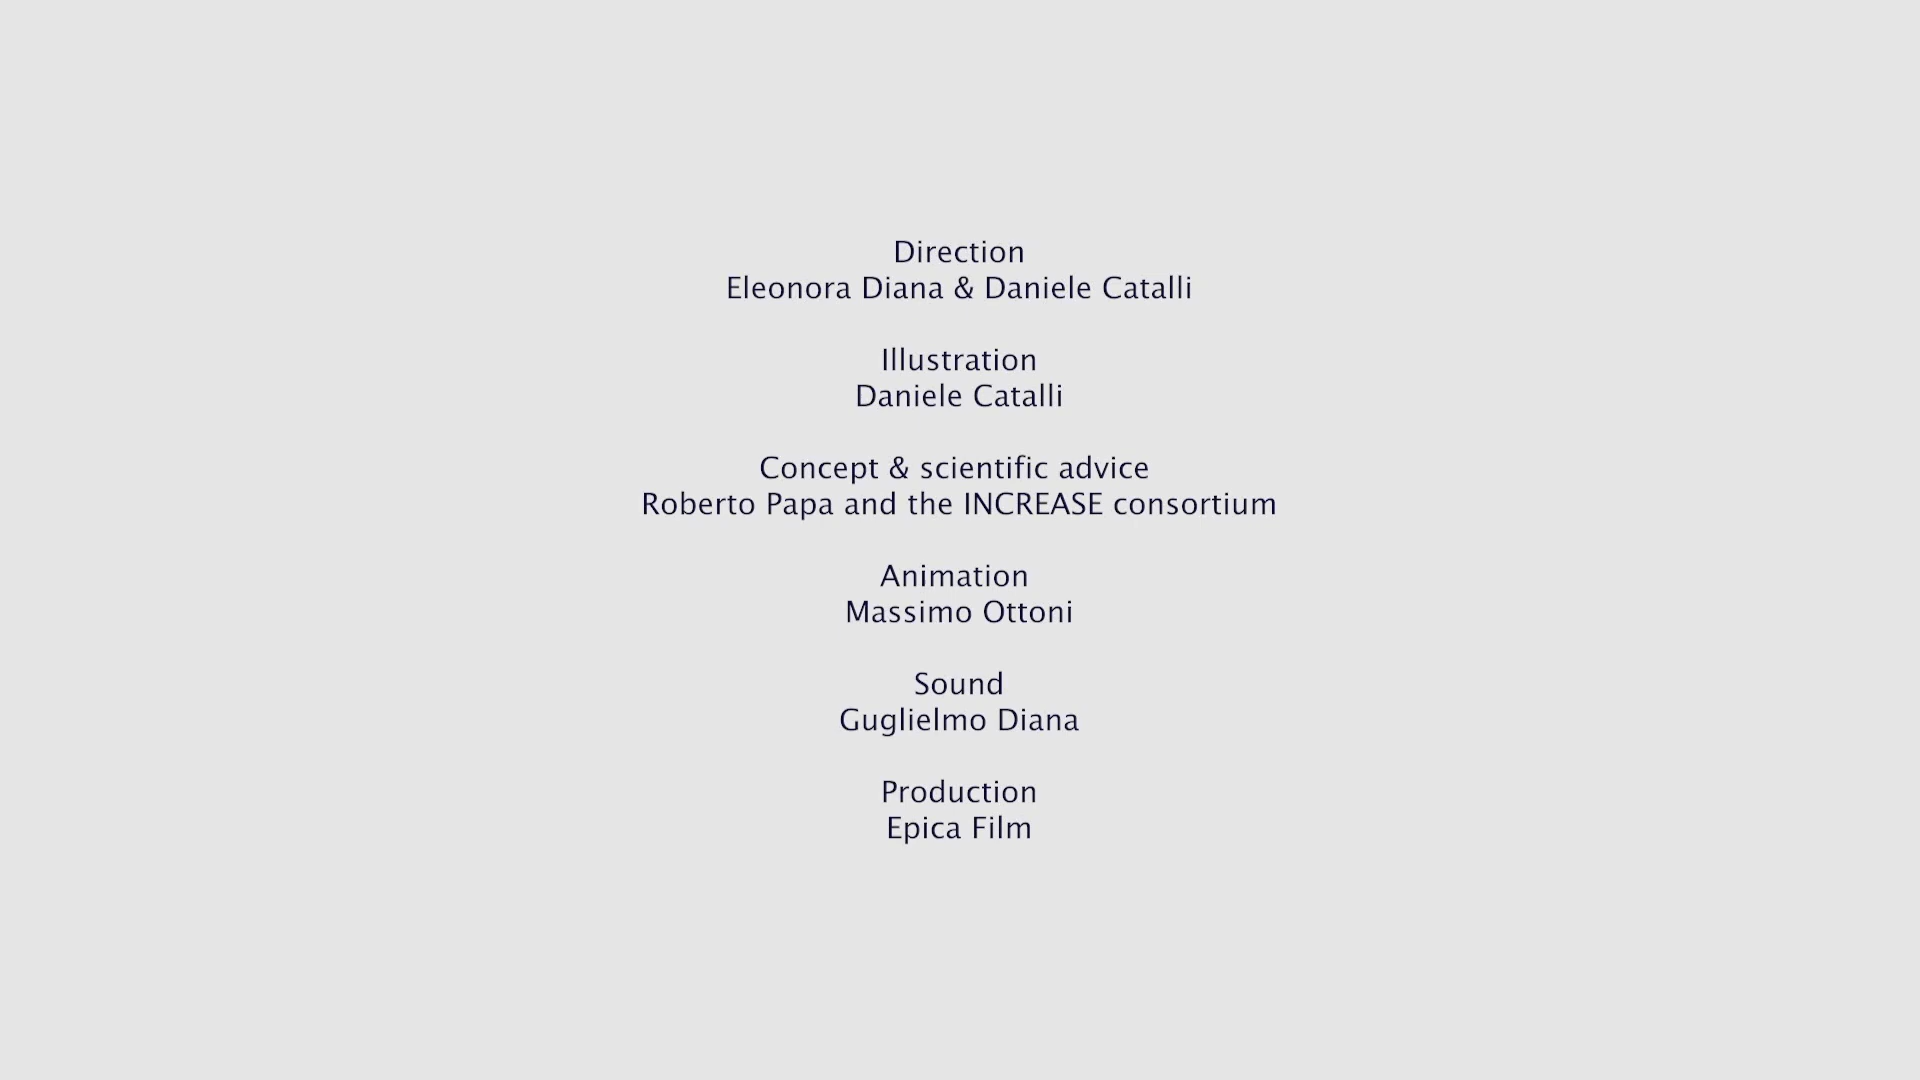 Direction
Eleonora Diana & Daniele Catalli
Illustration
Daniele Catalli
Concept & scientific advice
Roberto Papa and the INCREASE consortium
Animation
Massimo Ottoni
Sound
Guglielmo Diana
Production
Epica Film